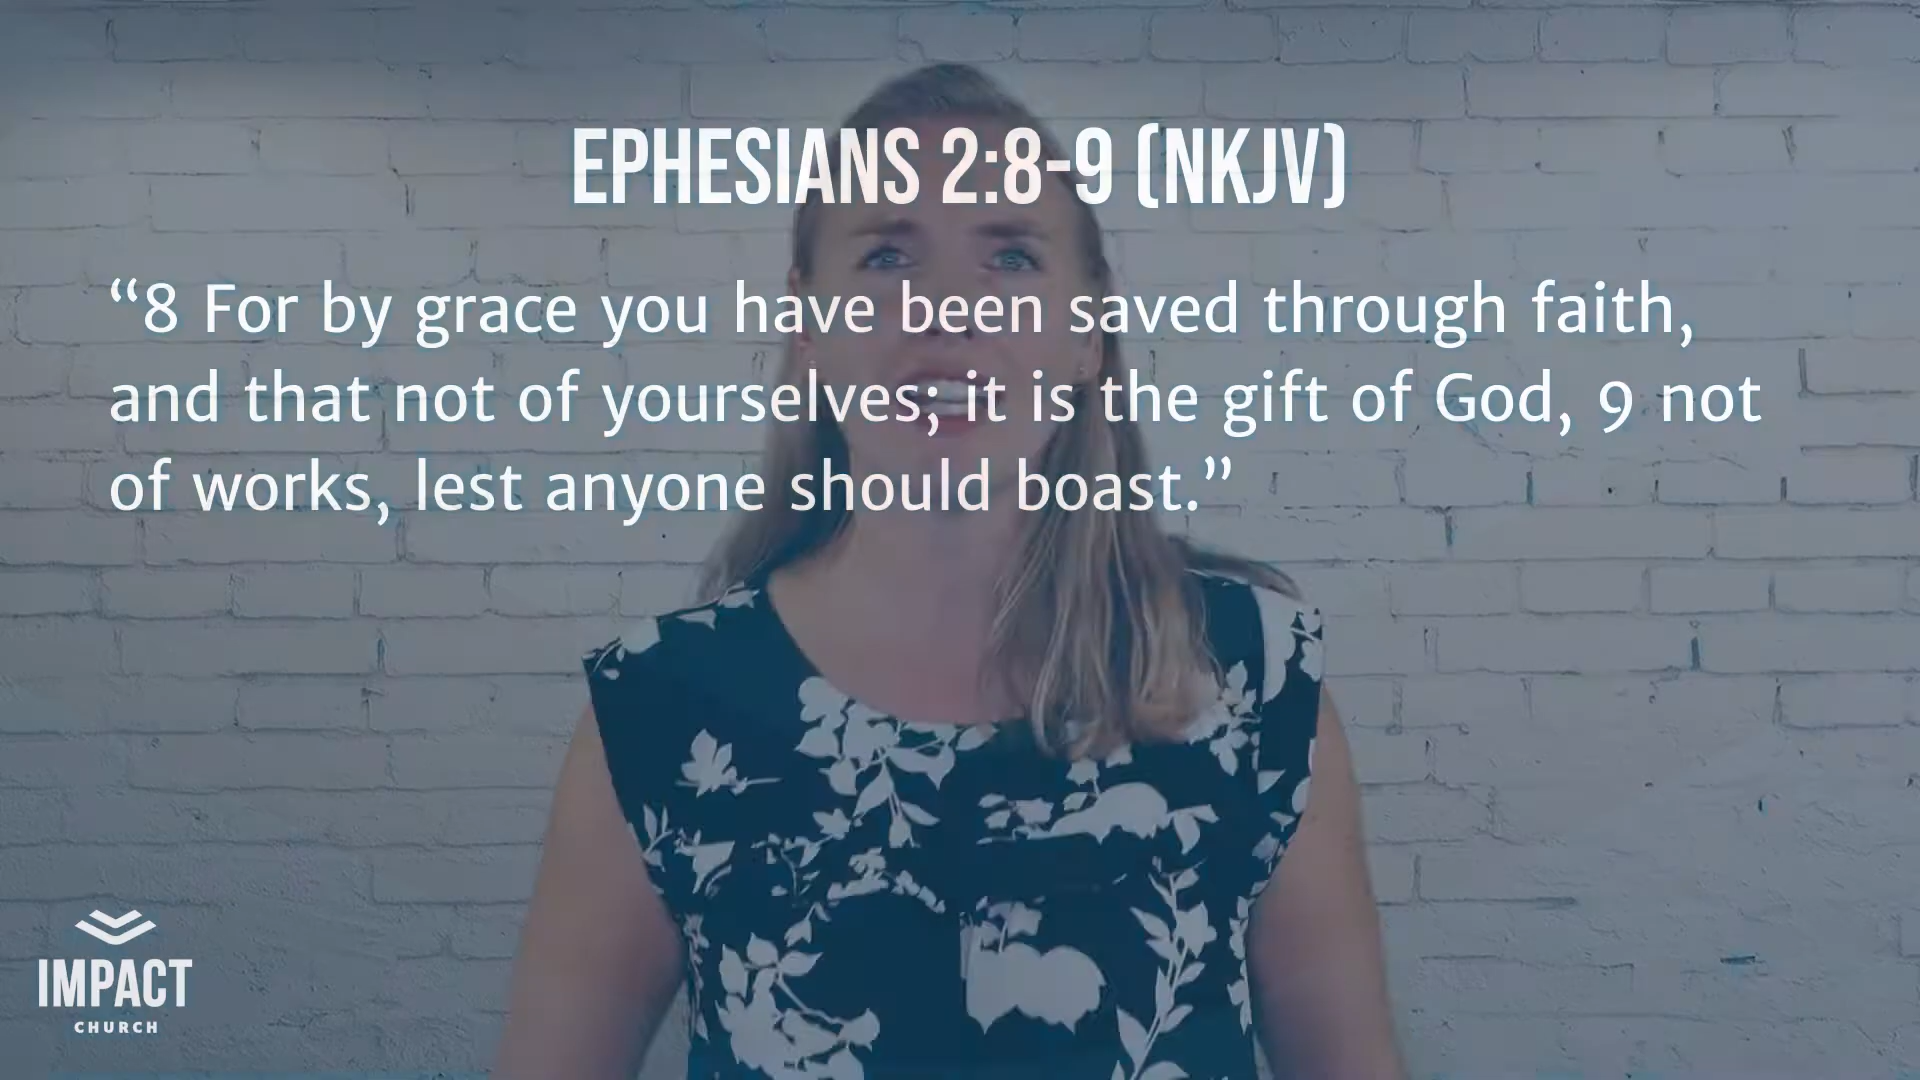 EPHESIANS 2:8-9 (NKJV)
“8 For by grace you have been saved through faith,
and that not of yourselves; it is the gift of God, 9 not
of works, lest anyone should boast.”
IMPACT
CHURCH